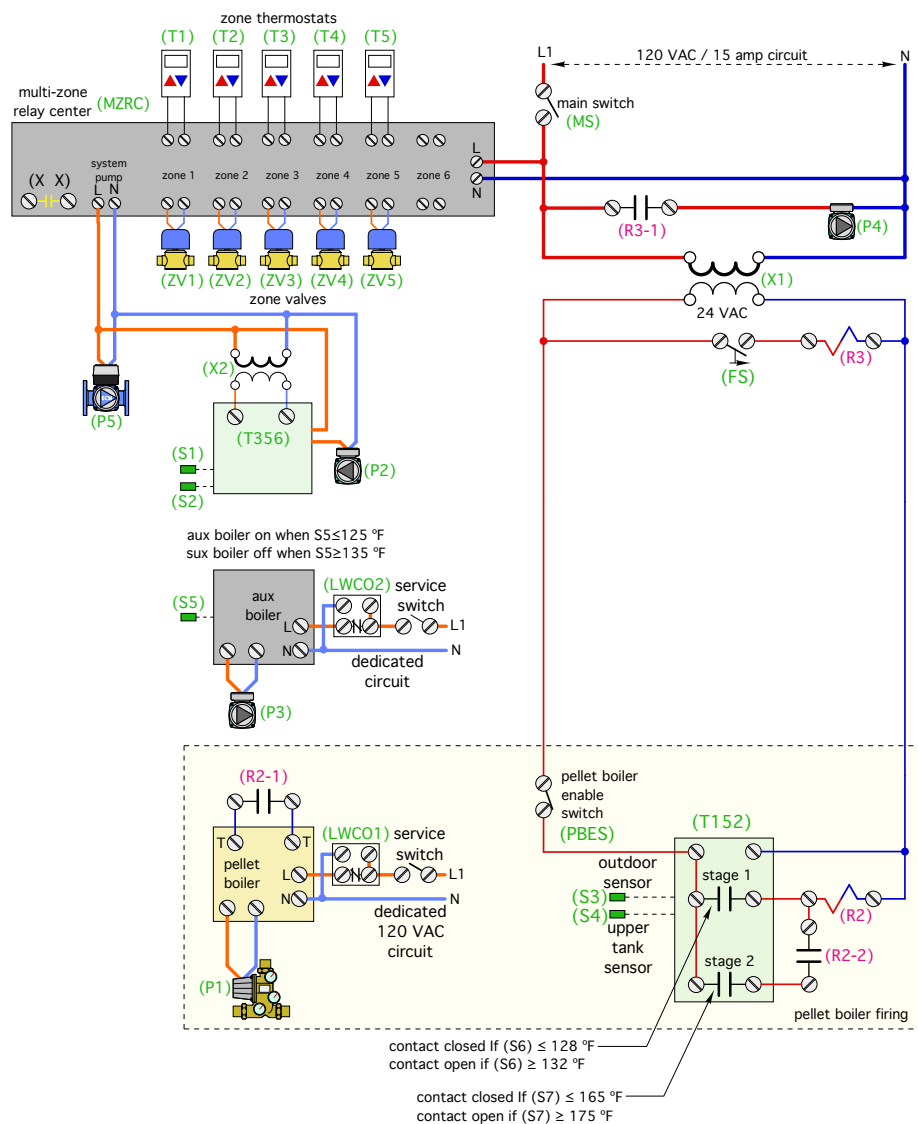 zone thermostats
(T1) (T2) (T3) (T4) (T5)
L1 120 VAC / 15 amp circuit N
multi-zone
relay center (MZRC)
main switch
(MS)
L
N
(X X)
system
pump
L N
zone 1 zone 2 zone 3 zone 4 zone 5 zone 6
(R3-1)
(P4)
(ZV1) (ZV2) (ZV3) (ZV4) (ZV5)
zone valves
(X1)
24 VAC
(X2)
(FS)
(R3)
(P5)
(T356)
(P2)
(S1)
(S2)
aux boiler on when S5≤125 ºF
sux boiler off when S5≥135 ºF
(LWCO2) service
switch
(S5)
aux
boiler
L
L1
N
N
dedicated
circuit
(P3)
(R2-1)
pellet boiler
enable
switch
(PBES)
(T152)
(LWCO1) service
switch
T T
pellet
boiler
L
L1
N
N
dedicated
120 VAC
circuit
(P1)
outdoor
sensor
(S3)
(S4)
upper
tank
sensor
stage 1
stage 2
(R2)
(R2-2)
pellet boiler firing
contact closed If (S6) ≤ 128 ºF
contact open if (S6) ≥ 132 ºF
contact closed If (S7) ≤ 165 ºF
contact open if (S7) ≥ 175 ºF